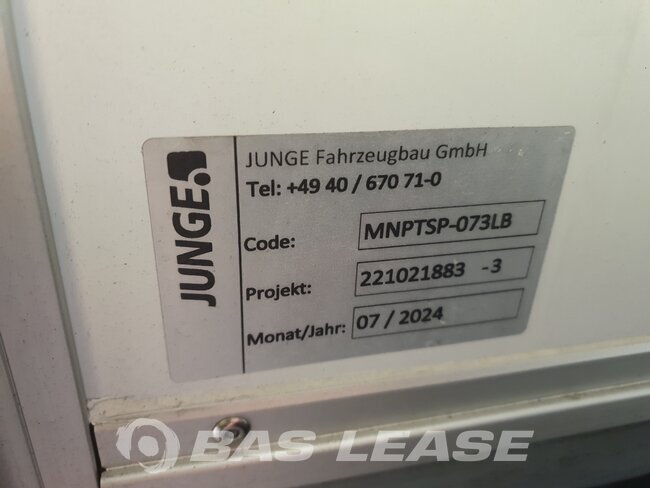 JUNGE
JUNGE Fahrzeugbau GmbH
Tel: +49 40 / 670 71-0
Code: MNPTSP-073LB
Projekt: 221021883 -3
Monat/Jahr: 07 / 2024
BAS LEASE